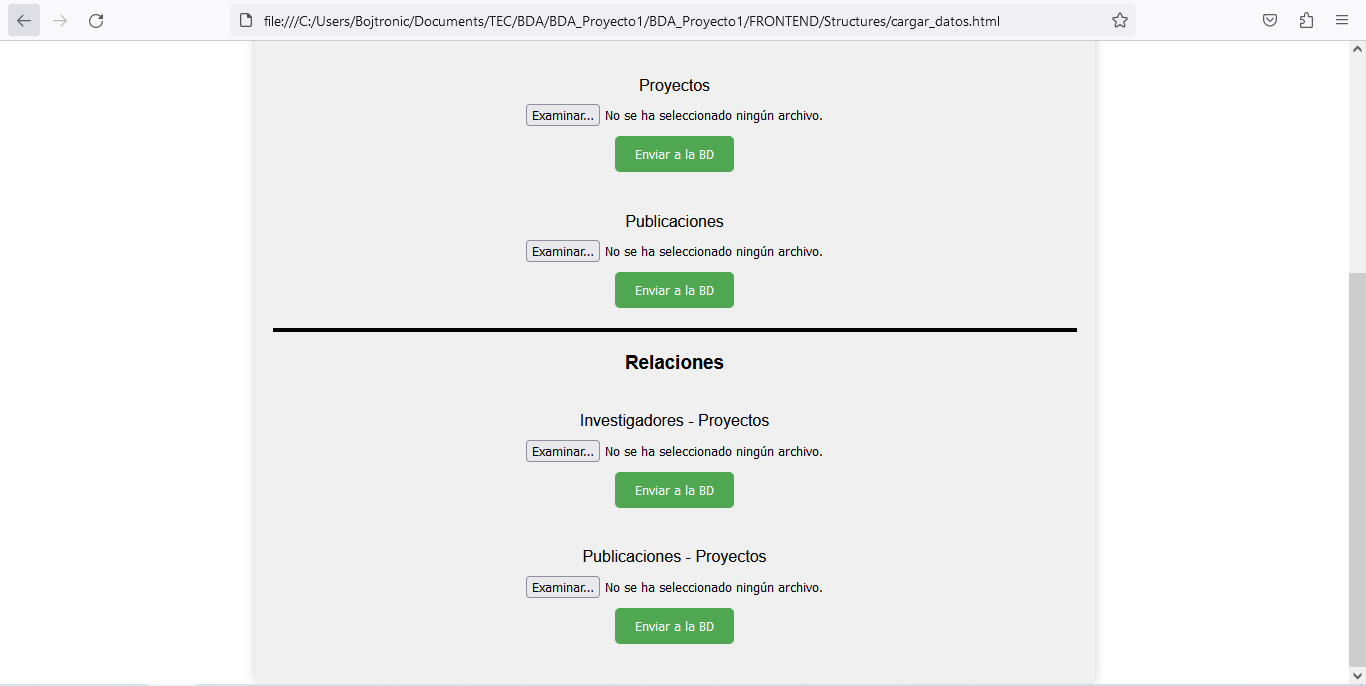 file:///C:/Users/Bojtronic/Documents/TEC/BDA/BDA_Proyecto1/BDA_Proyecto1/FRONTEND/Structures/cargar_datos.html
Proyectos
Examinar... No se ha seleccionado ningún archivo.
Enviar a la BD
Publicaciones
Examinar... No se ha seleccionado ningún archivo.
Enviar a la BD
Relaciones
Investigadores - Proyectos
Examinar... No se ha seleccionado ningún archivo.
Enviar a la BD
Publicaciones - Proyectos
Examinar... No se ha seleccionado ningún archivo.
Enviar a la BD